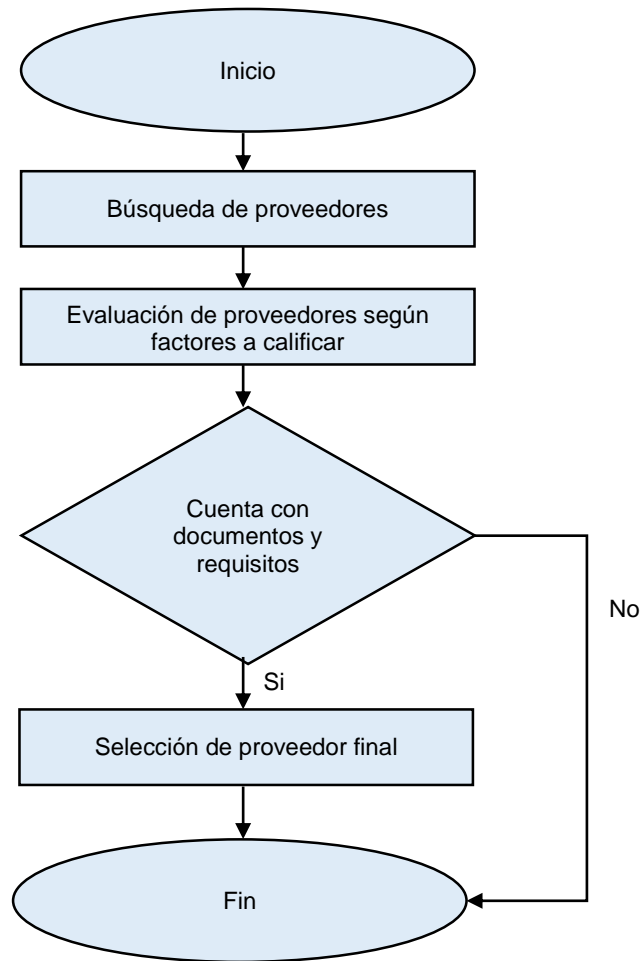 Inicio
Búsqueda de proveedores
Evaluación de proveedores según
factores a calificar
Cuenta con
documentos y
requisitos
No
Si
Selección de proveedor final
Fin